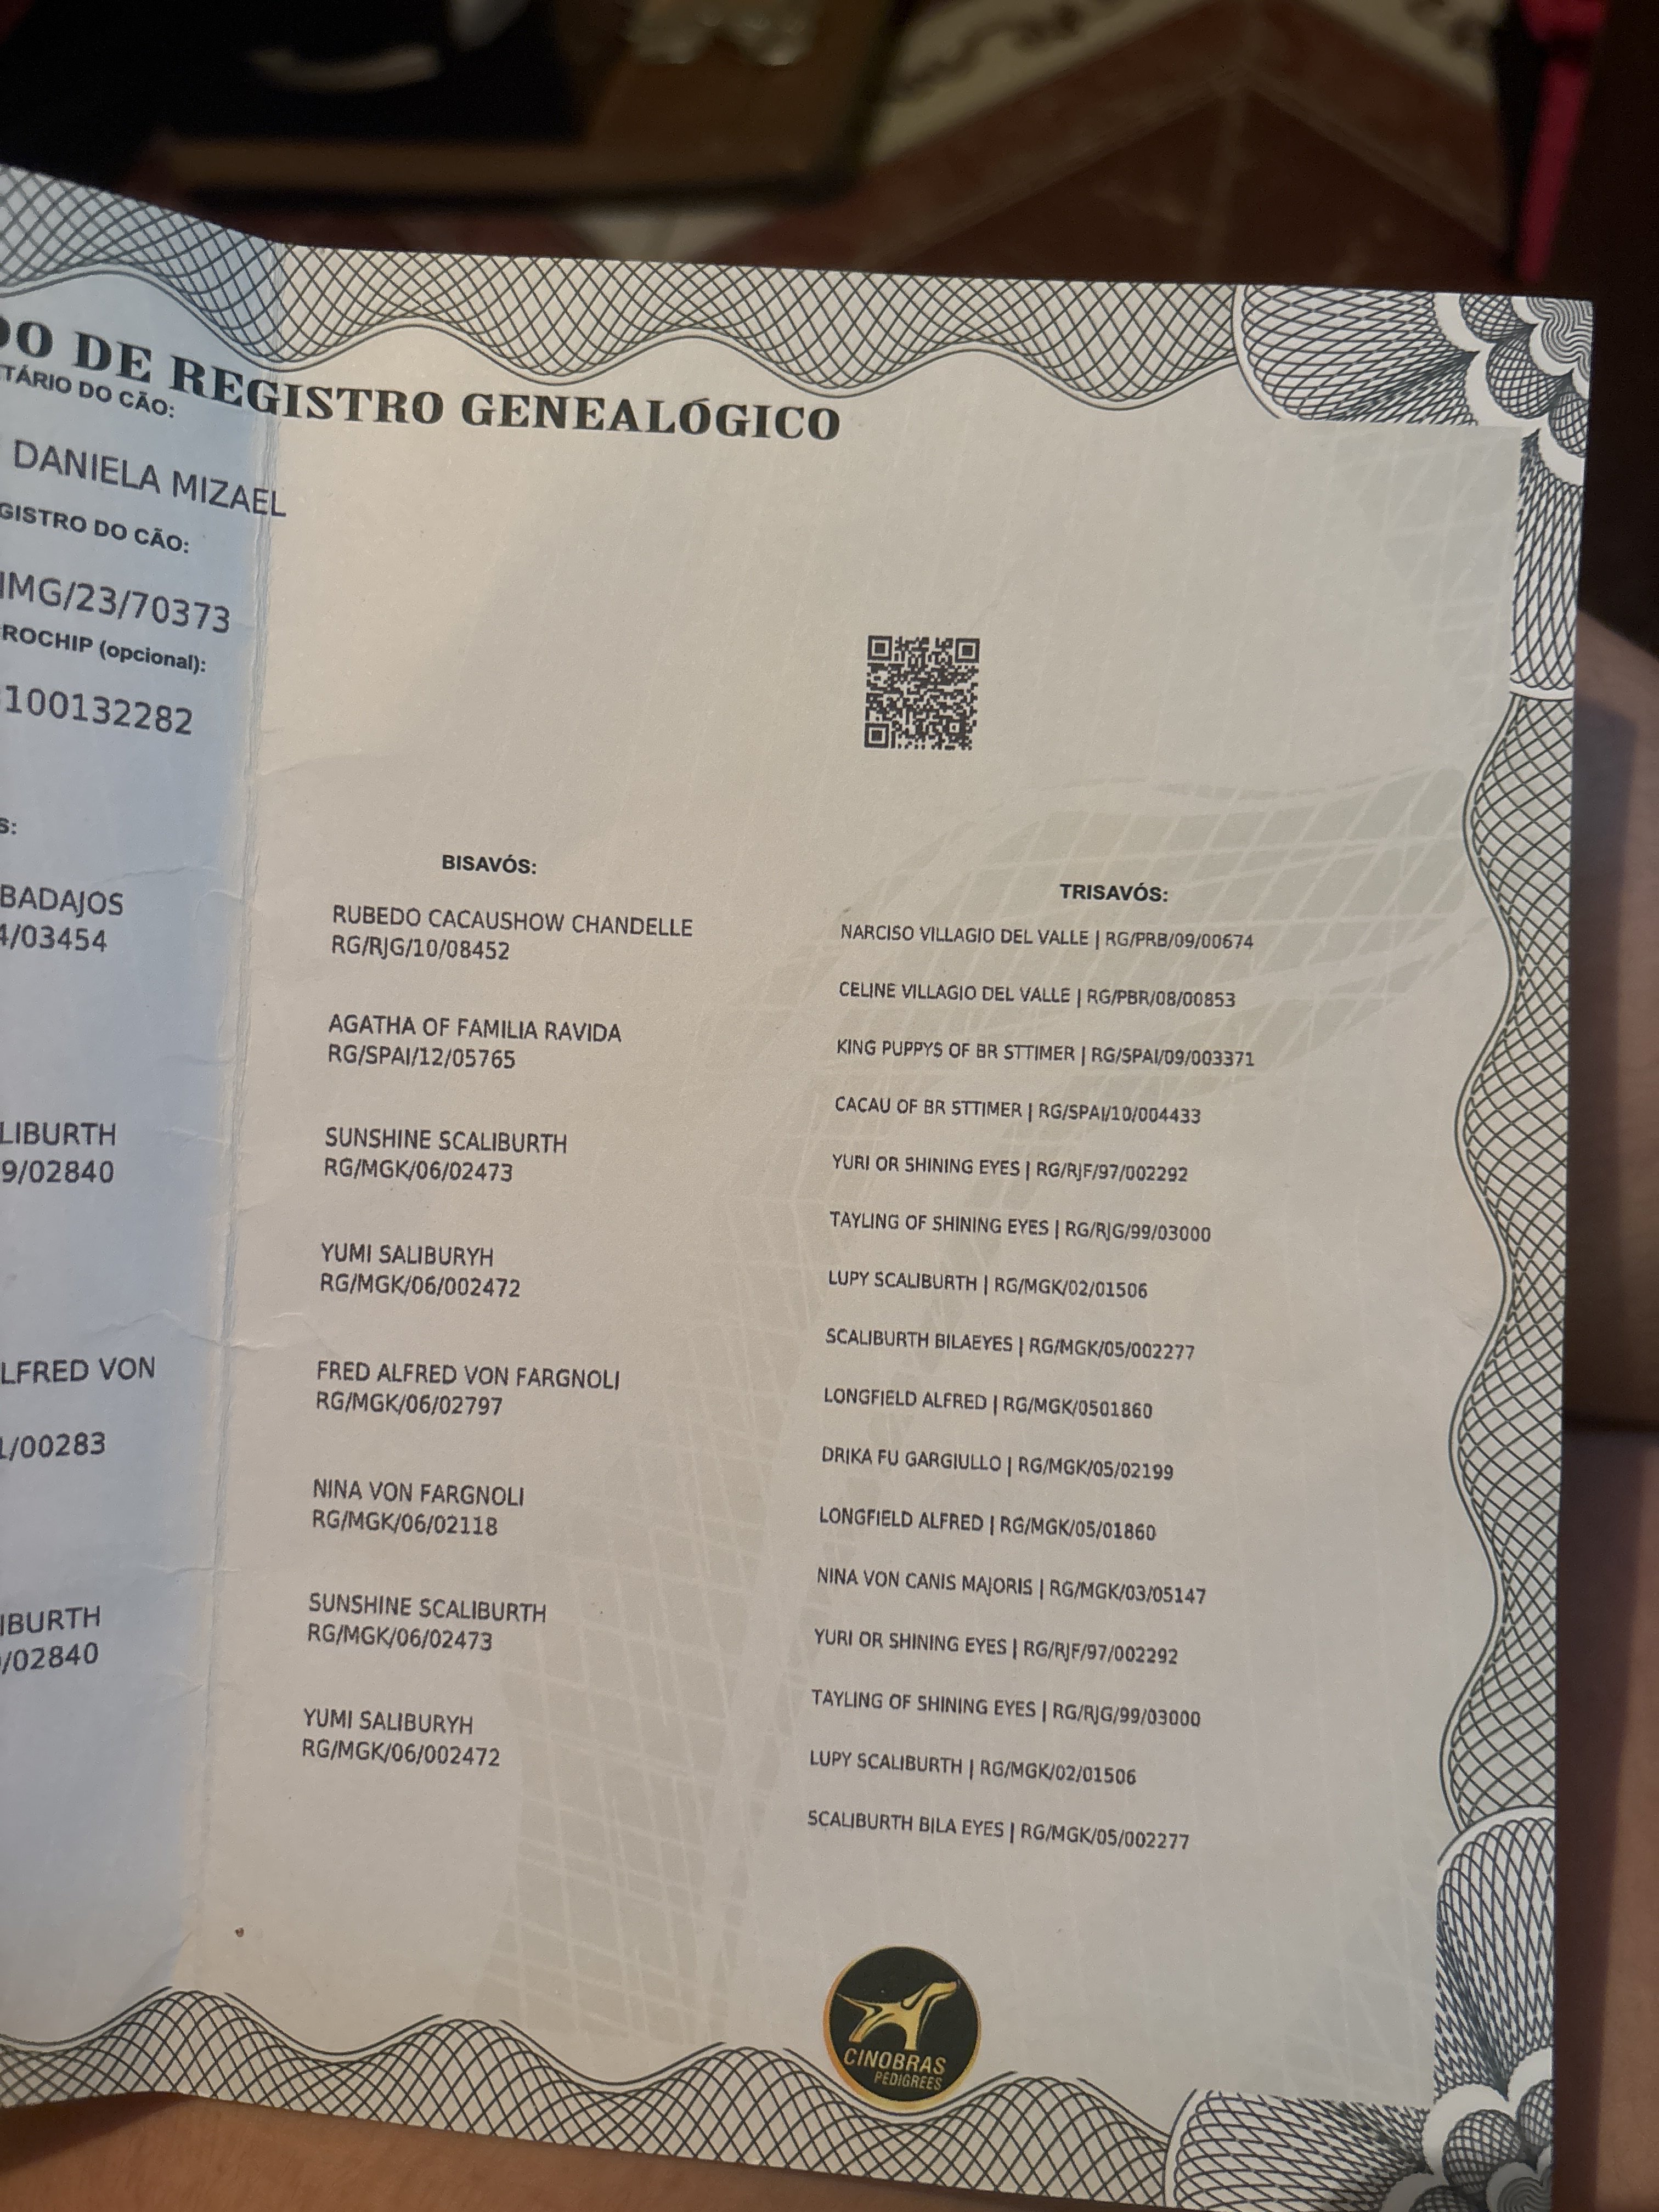 DO DE REGISTRO GENEALÓGICO
TÁRIO DO CÃO:
DANIELA MIZAEL
GISTRO DO CÃO:
MG/23/70373
ROCHIP (opcional):
100132282
S:
BADAJOS
4/03454
LIBURTH
9/02840
LFRED VON
1/00283
IBURTH
/02840
BISAVÓS:
RUBEDO CACAUSHOW CHANDELLE
RG/RJG/10/08452
AGATHA OF FAMILIA RAVIDA
RG/SPAI/12/05765
SUNSHINE SCALIBURTH
RG/MGK/06/02473
YUMI SALIBURYH
RG/MGK/06/002472
FRED ALFRED VON FARGNOLI
RG/MGK/06/02797
NINA VON FARGNOLI
RG/MGK/06/02118
SUNSHINE SCALIBURTH
RG/MGK/06/02473
YUMI SALIBURYH
RG/MGK/06/002472
TRISAVÓS:
NARCISO VILLAGIO DEL VALLE | RG/PRB/09/00674
CELINE VILLAGIO DEL VALLE | RG/PBR/08/00853
KING PUPPYS OF BR STTIMER | RG/SPAI/09/003371
CACAU OF BR STTIMER | RG/SPAI/10/004433
YURI OR SHINING EYES | RG/RJF/97/002292
TAYLING OF SHINING EYES | RG/RJG/99/03000
LUPY SCALIBURTH | RG/MGK/02/01506
SCALIBURTH BILAEYES | RG/MGK/05/002277
LONGFIELD ALFRED | RG/MGK/0501860
DRIKA FU GARGIULLO | RG/MGK/05/02199
LONGFIELD ALFRED | RG/MGK/05/01860
NINA VON CANIS MAJORIS | RG/MGK/03/05147
YURI OR SHINING EYES | RG/RJF/97/002292
TAYLING OF SHINING EYES | RG/RJG/99/03000
LUPY SCALIBURTH | RG/MGK/02/01506
SCALIBURTH BILA EYES | RG/MGK/05/002277
CINOBRAS
PEDIGREES